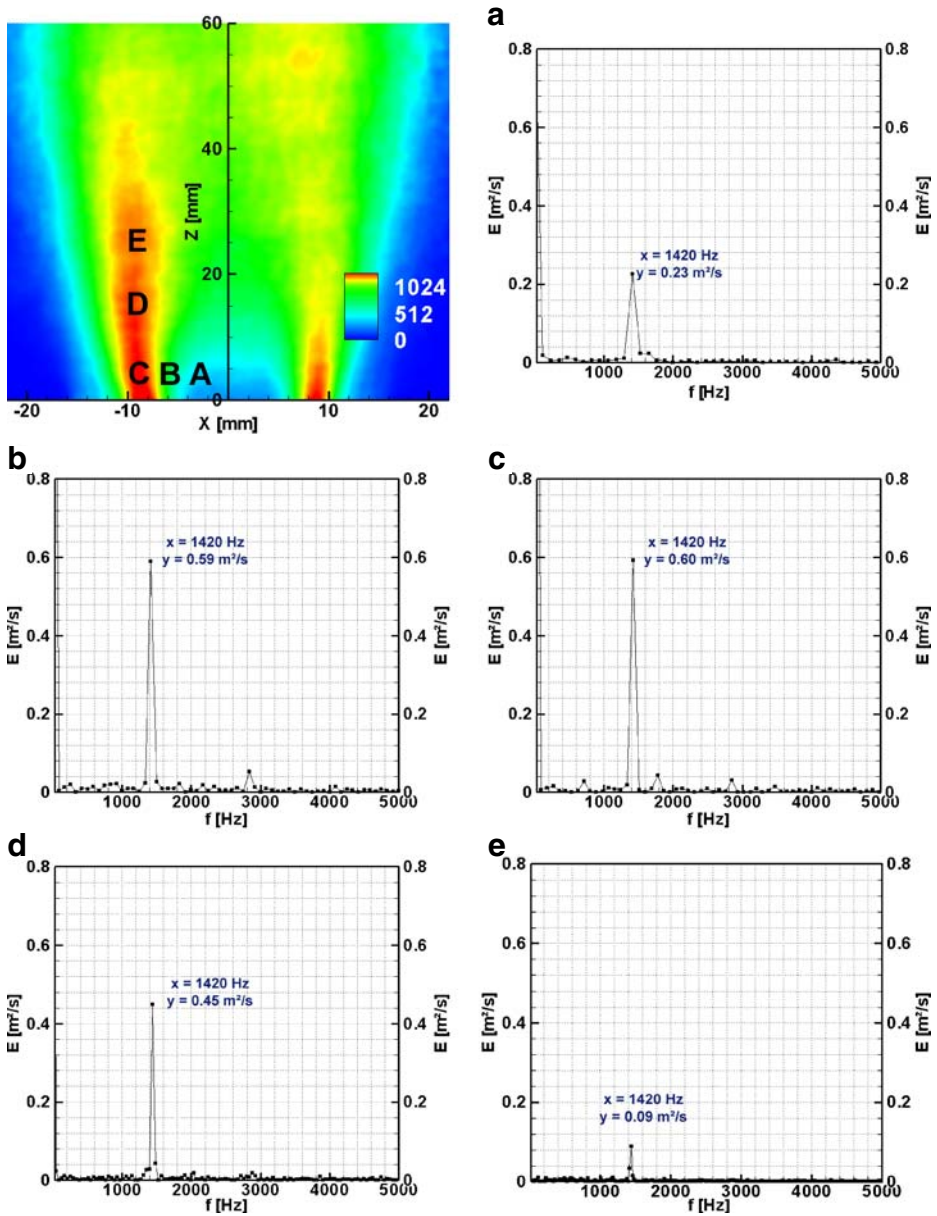 60
40
20
0
Z [mm]
E
D
C B A
1024
512
0
-20 -10 0 10 20
X [mm]
a
0.8 0.8
0.6 0.6
0.4 0.4
0.2 0.2
0 0
E [m²/s] E [m²/s]
x = 1420 Hz
y = 0.23 m²/s
1000 2000 3000 4000 5000
f [Hz]
b
0.8 0.8
0.6 0.6
0.4 0.4
0.2 0.2
0 0
E [m²/s] E [m²/s]
x = 1420 Hz
y = 0.59 m²/s
1000 2000 3000 4000 5000
f [Hz]
c
0.8 0.8
0.6 0.6
0.4 0.4
0.2 0.2
0 0
E [m²/s] E [m²/s]
x = 1420 Hz
y = 0.60 m²/s
1000 2000 3000 4000 5000
f [Hz]
d
0.8 0.8
0.6 0.6
0.4 0.4
0.2 0.2
0 0
E [m²/s] E [m²/s]
x = 1420 Hz
y = 0.45 m²/s
1000 2000 3000 4000 5000
f [Hz]
e
0.8 0.8
0.6 0.6
0.4 0.4
0.2 0.2
0 0
E [m²/s] E [m²/s]
x = 1420 Hz
y = 0.09 m²/s
1000 2000 3000 4000 5000
f [Hz]